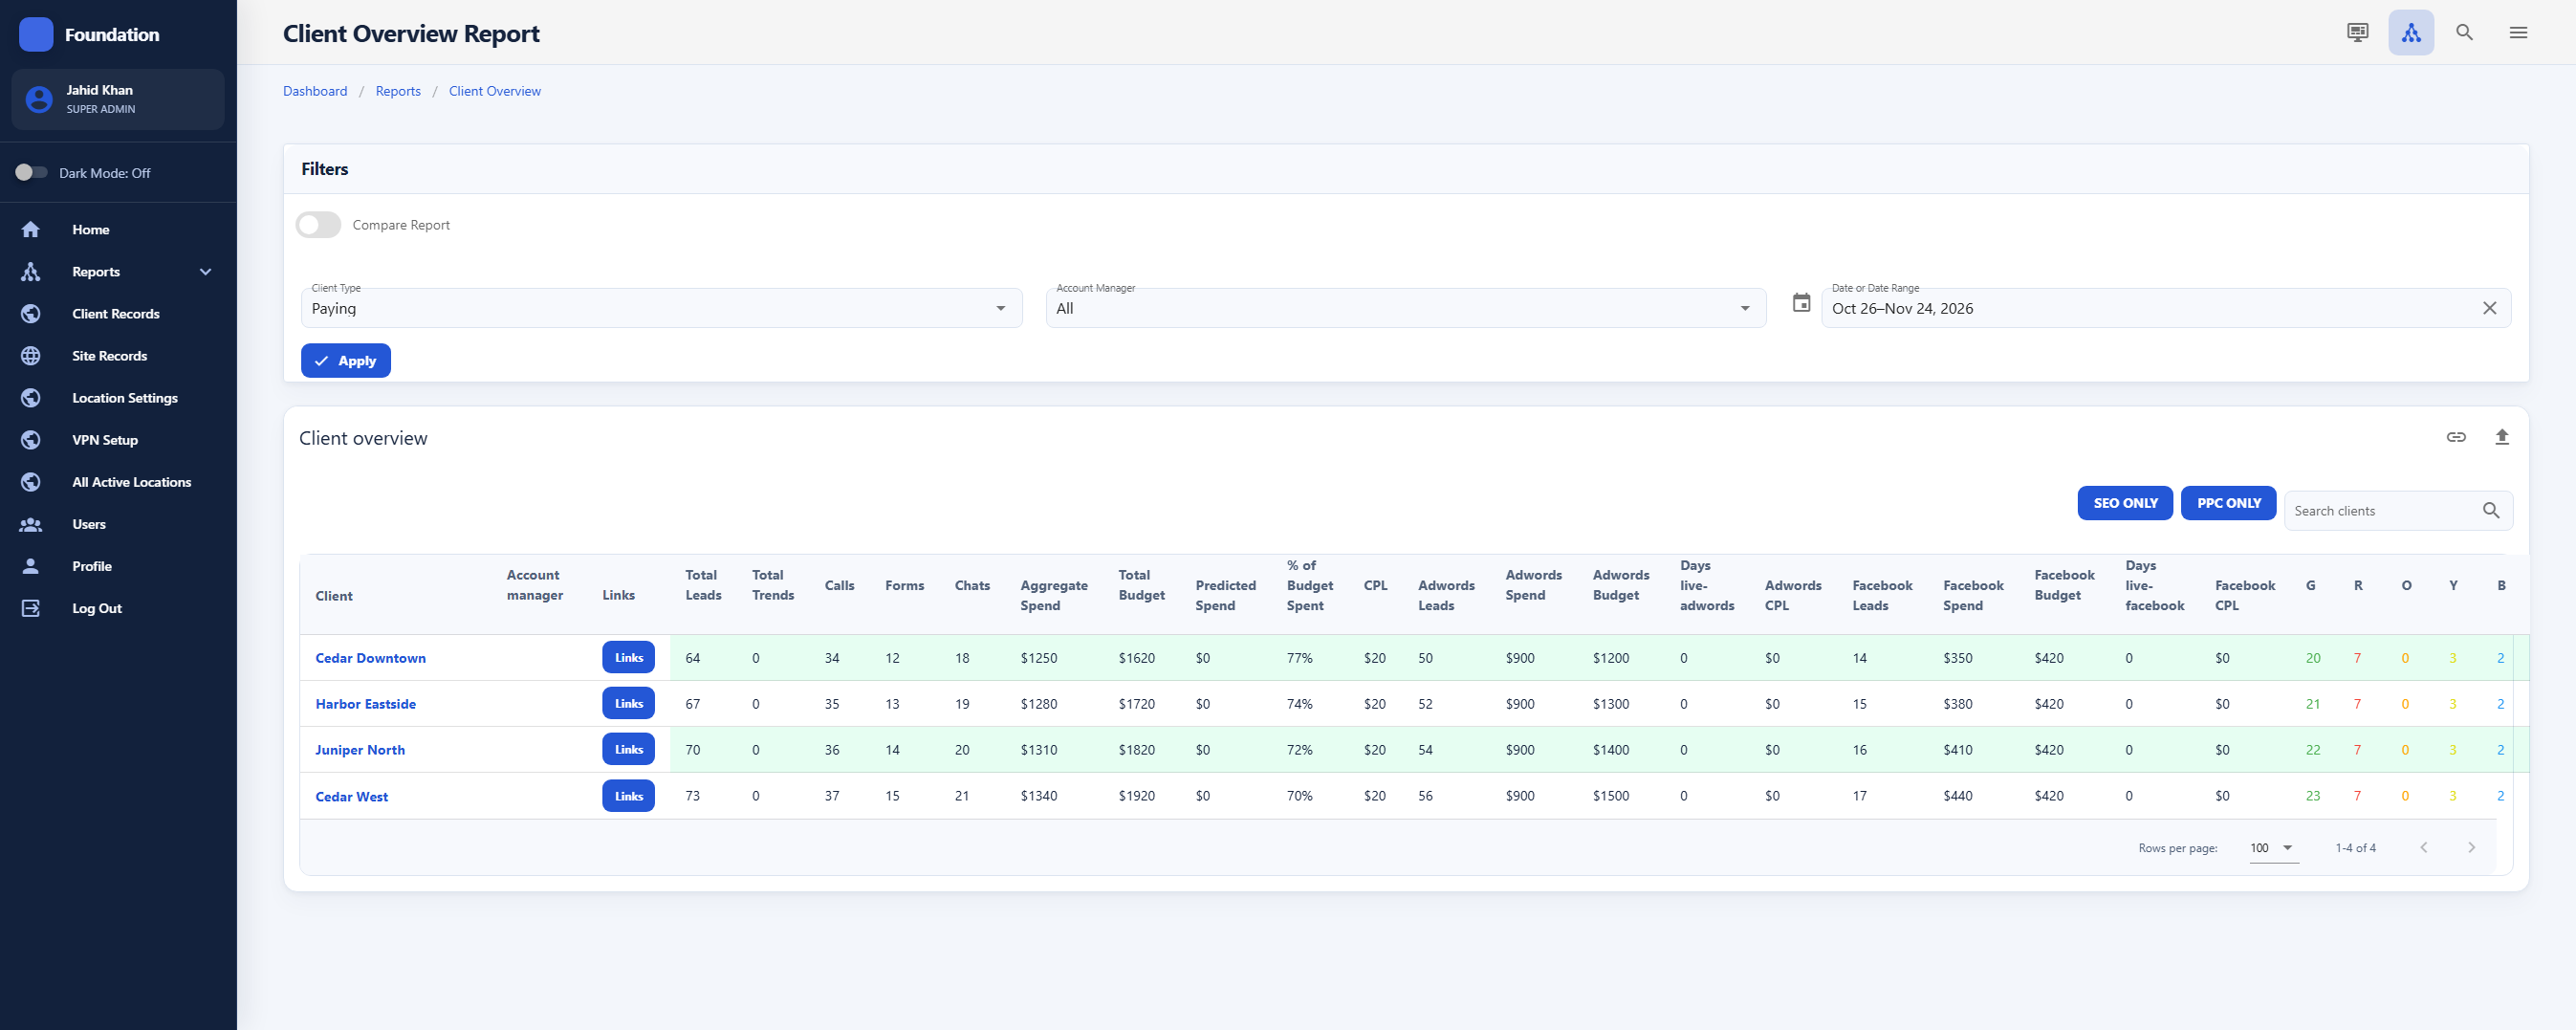 Foundation
Jahid Khan
SUPER ADMIN
Dark Mode: Off
Home
Reports
Client Records
Site Records
Location Settings
VPN Setup
All Active Locations
Users
Profile
Log Out
Client Overview Report
Dashboard / Reports / Client Overview
Filters
Compare Report
Client Type
Paying
Account Manager
All
Date or Date Range
Oct 26–Nov 24, 2026
Apply
Client overview
SEO ONLY
PPC ONLY
Search clients
Client Account manager Links Total Leads Total Trends Calls Forms Chats Aggregate Spend Total Budget Predicted Spend % of Budget Spent CPL Adwords Leads Adwords Spend Adwords Budget Days live-adwords Adwords CPL Facebook Leads Facebook Spend Facebook Budget Days live-facebook Facebook CPL G R O Y B
Cedar Downtown Links 64 0 34 12 18 $1250 $1620 $0 77% $20 50 $900 $1200 0 $0 14 $350 $420 0 $0 20 7 0 3 2
Harbor Eastside Links 67 0 35 13 19 $1280 $1720 $0 74% $20 52 $900 $1300 0 $0 15 $380 $420 0 $0 21 7 0 3 2
Juniper North Links 70 0 36 14 20 $1310 $1820 $0 72% $20 54 $900 $1400 0 $0 16 $410 $420 0 $0 22 7 0 3 2
Cedar West Links 73 0 37 15 21 $1340 $1920 $0 70% $20 56 $900 $1500 0 $0 17 $440 $420 0 $0 23 7 0 3 2
Rows per page: 100 1-4 of 4